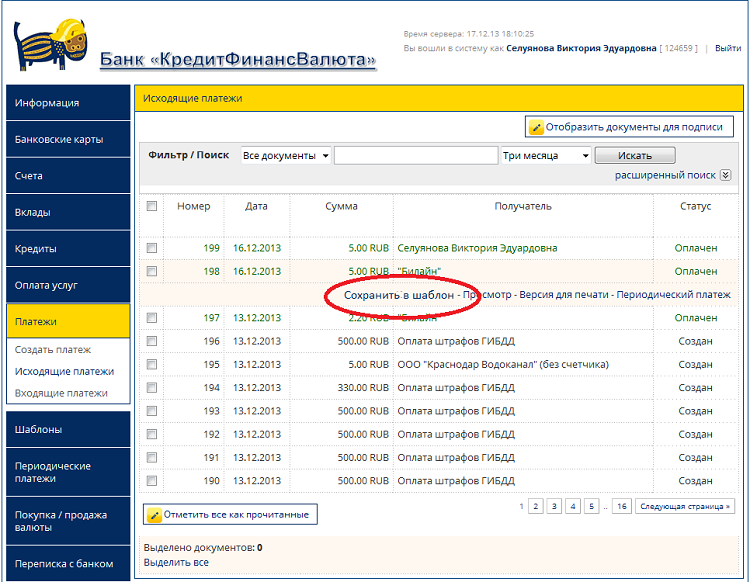 Время сервера: 17.12.13 18:10:25
Вы вошли в систему как Селуянова Виктория Эдуардовна [ 124659 ] | Выйти
Банк «КредитФинансВалюта»
Информация
Банковские карты
Счета
Вклады
Кредиты
Оплата услуг
Платежи
Создать платеж
Исходящие платежи
Входящие платежи
Шаблоны
Периодические
платежи
Покупка / продажа
валюты
Переписка с банком
Исходящие платежи
Отобразить документы для подписи
Фильтр / Поиск Все документы Три месяца Искать
расширенный поиск
Номер Дата Сумма Получатель Статус
199 16.12.2013 5.00 RUB Селуянова Виктория Эдуардовна Оплачен
198 16.12.2013 5.00 RUB "Билайн" Оплачен
Сохранить в шаблон - Просмотр - Версия для печати - Периодический платеж
197 13.12.2013 2.20 RUB "Билайн" Оплачен
196 13.12.2013 500.00 RUB Оплата штрафов ГИБДД Создан
195 13.12.2013 5.00 RUB ООО "Краснодар Водоканал" (без счетчика) Создан
194 13.12.2013 330.00 RUB Оплата штрафов ГИБДД Создан
193 13.12.2013 500.00 RUB Оплата штрафов ГИБДД Создан
192 13.12.2013 500.00 RUB Оплата штрафов ГИБДД Создан
191 13.12.2013 500.00 RUB Оплата штрафов ГИБДД Создан
190 13.12.2013 500.00 RUB Оплата штрафов ГИБДД Создан
1 2 3 4 5 .. 16 Следующая страница »
Отметить все как прочитанные
Выделено документов: 0
Выделить все